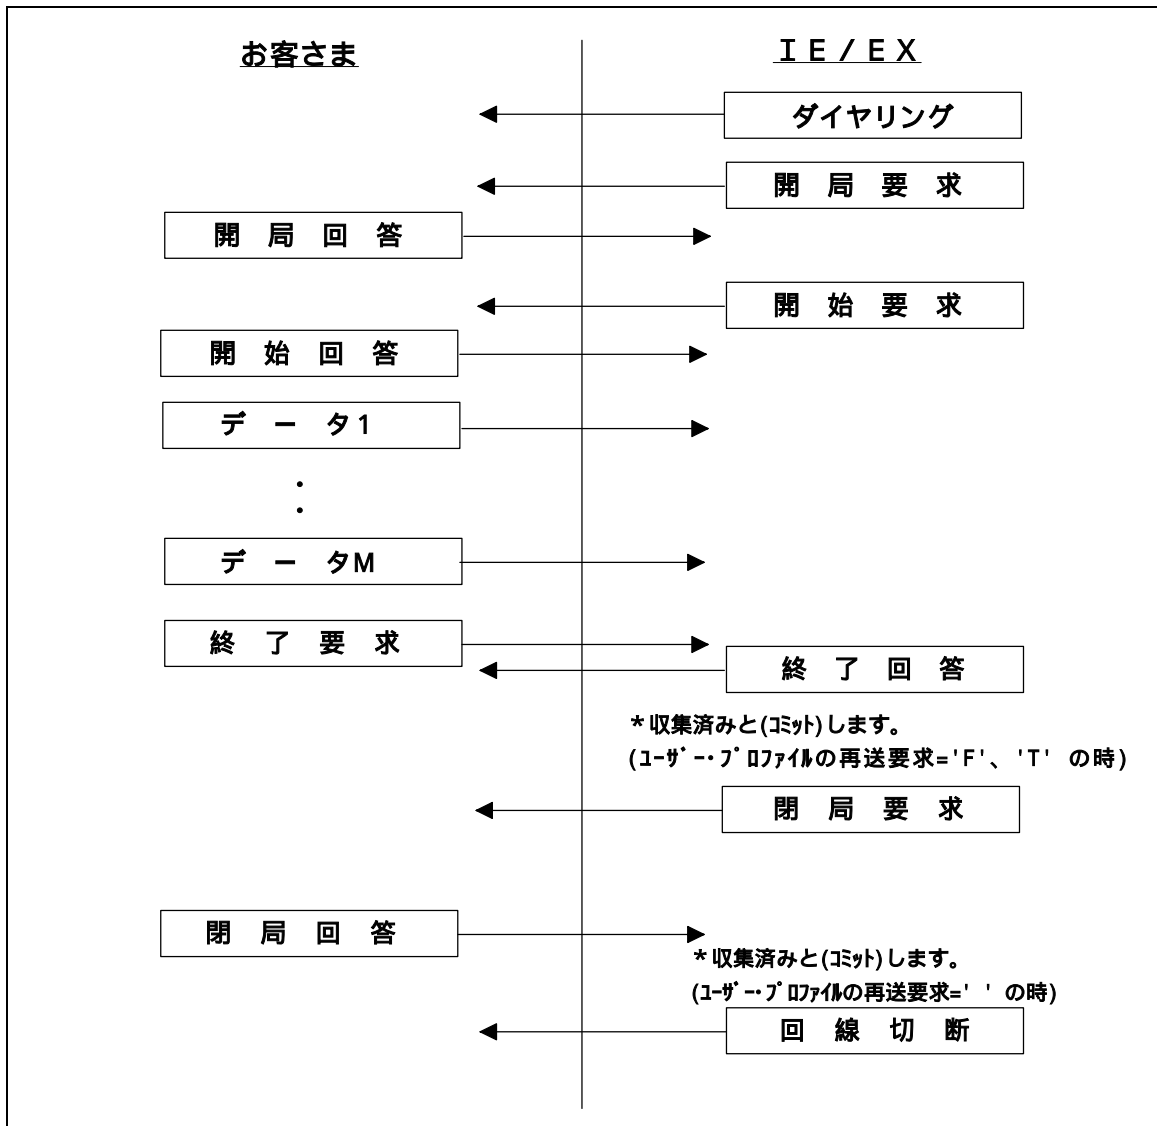 お客さま
ＩＥ/ＥＸ
ダイヤリング
開 局 要 求
開 局 回 答
開 始 要 求
開 始 回 答
デ ー タ1
・
・
デ ー タM
終 了 要 求
終 了 回 答
*収集済みと(ｺﾐｯﾄ)します。
(ﾕｰｻﾞｰ･ﾌﾟﾛﾌｧｲﾙの再送要求='F'、'T' の時)
閉 局 要 求
閉 局 回 答
*収集済みと(ｺﾐｯﾄ)します。
(ﾕｰｻﾞｰ･ﾌﾟﾛﾌｧｲﾙの再送要求=' ' の時)
回 線 切 断